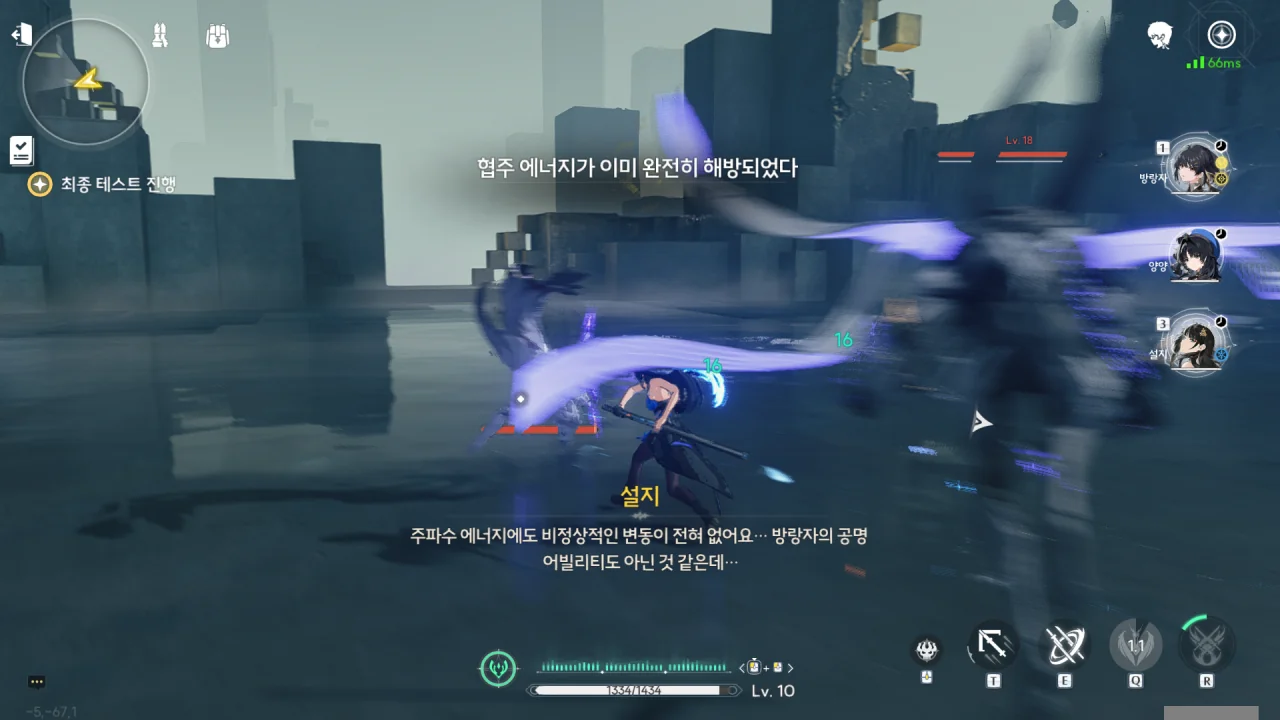 66ms
협주 에너지가 이미 완전히 해방되었다
Lv. 18
최종 테스트 진행
1
방랑자
양양
3
설지
16
16
설지
주파수 에너지에도 비정상적인 변동이 전혀 없어요… 방랑자의 공명
어빌리티도 아닌 것 같은데…
1.1
T
E
Q
R
+
1334/1434
Lv. 10
-5,-67,1